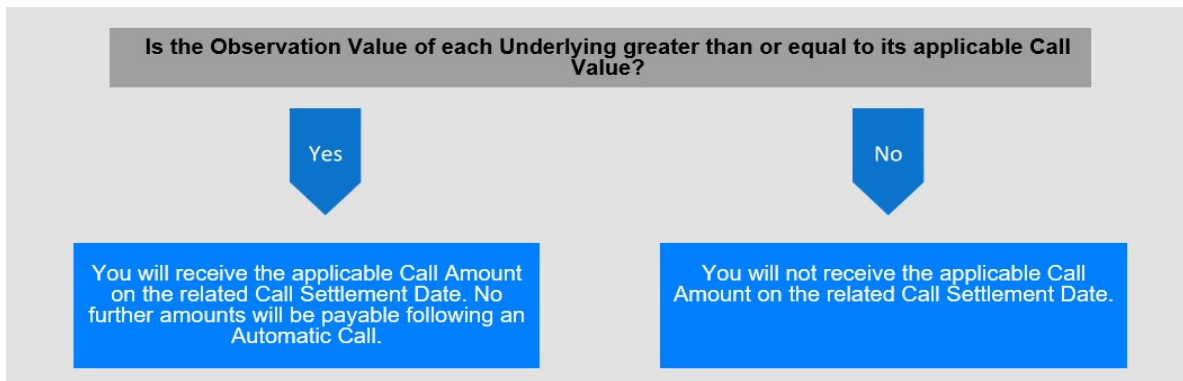 Is the Observation Value of each Underlying greater than or equal to its applicable Call
Value?
Yes
No
You will receive the applicable Call Amount
on the related Call Settlement Date. No
further amounts will be payable following an
Automatic Call.
You will not receive the applicable Call
Amount on the related Call Settlement Date.